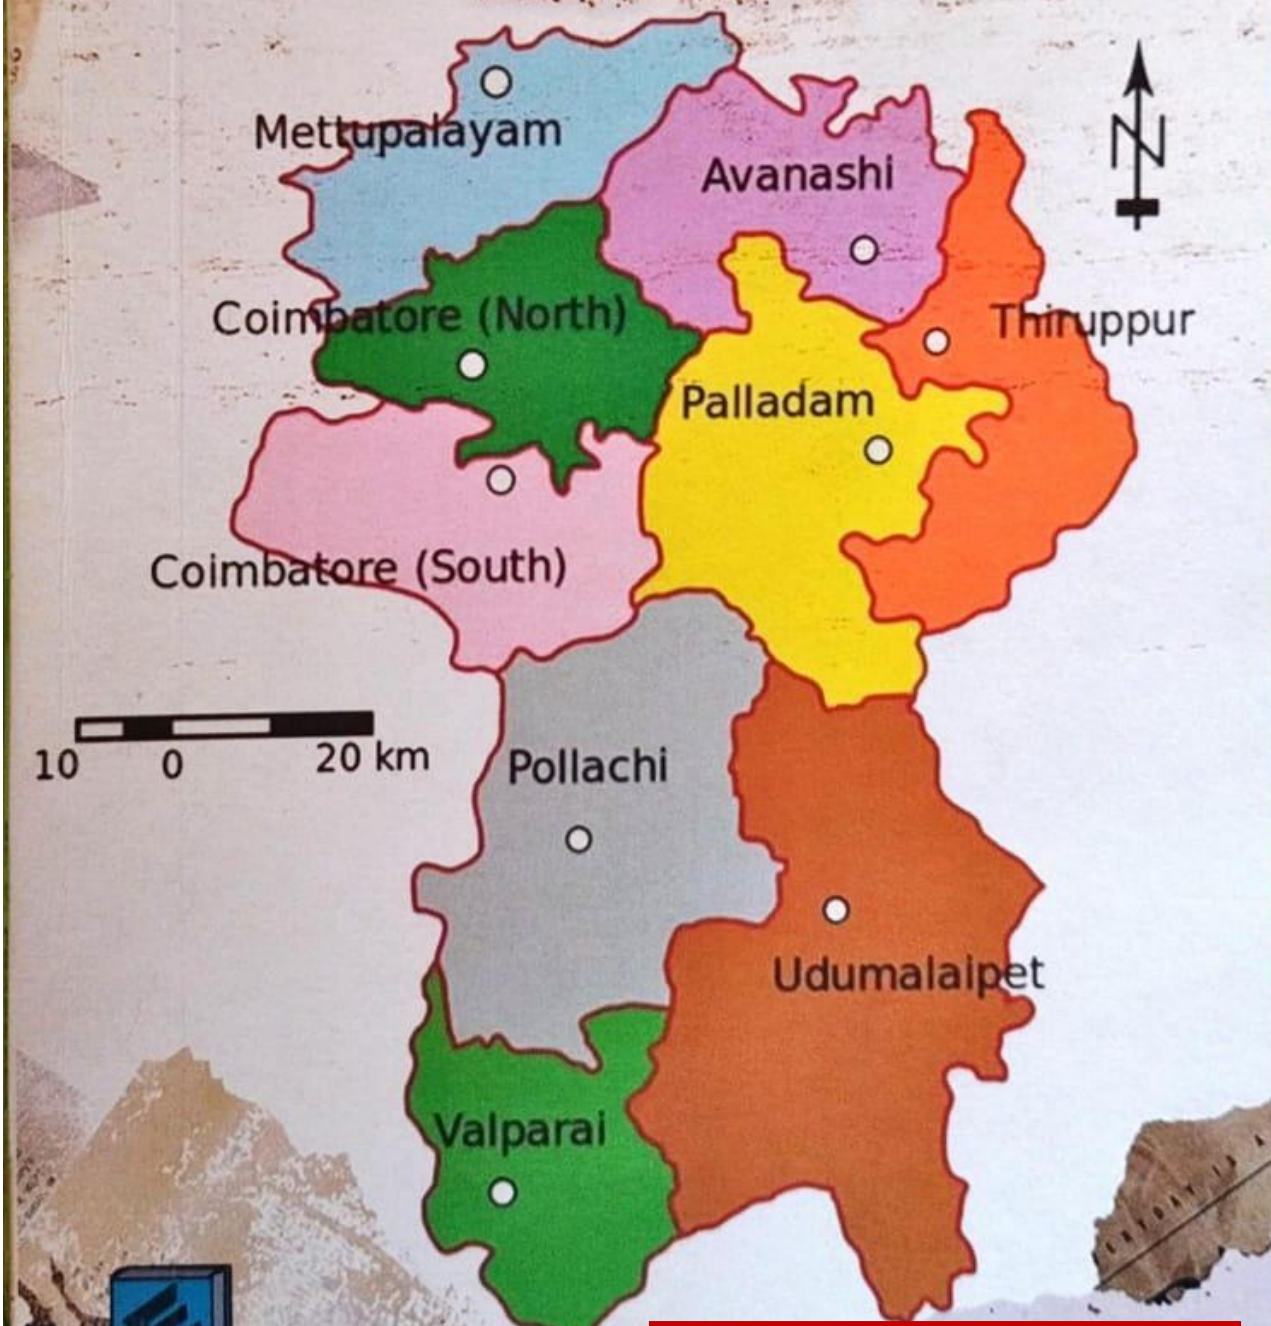 Mettupalayam
Avanashi
N
Coimbatore (North)
Thiruppur
Palladam
Coimbatore (South)
10 0 20 km
Pollachi
Udumalaipet
Valparai